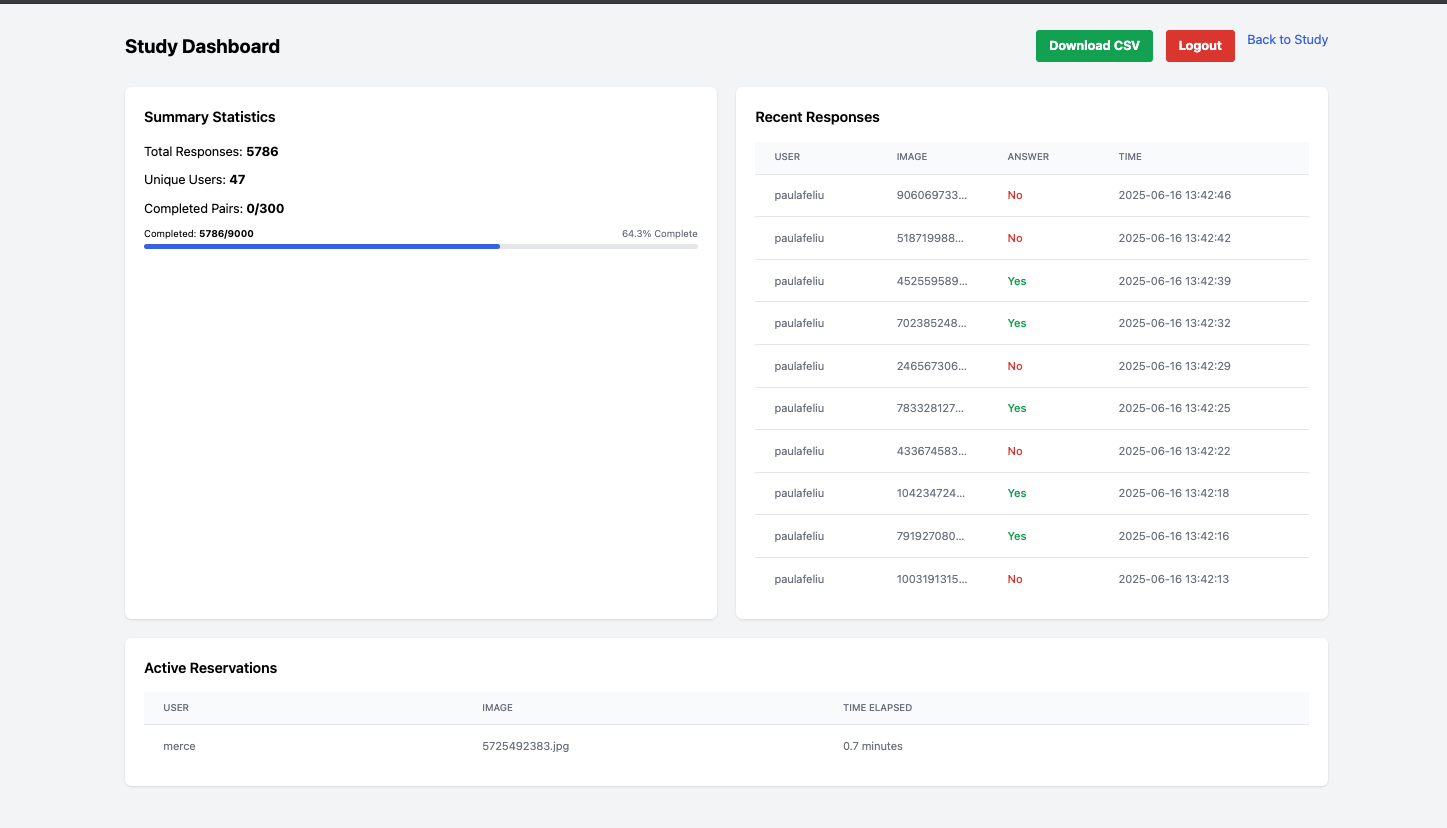 Study Dashboard
Download CSV
Logout
Back to Study
Summary Statistics
Total Responses: 5786
Unique Users: 47
Completed Pairs: 0/300
Completed: 5786/9000
64.3% Complete
Recent Responses
USER IMAGE ANSWER TIME
paulafeliu 906069733... No 2025-06-16 13:42:46
paulafeliu 518719988... No 2025-06-16 13:42:42
paulafeliu 452559589... Yes 2025-06-16 13:42:39
paulafeliu 702385248... Yes 2025-06-16 13:42:32
paulafeliu 246567306... No 2025-06-16 13:42:29
paulafeliu 783328127... Yes 2025-06-16 13:42:25
paulafeliu 433674583... No 2025-06-16 13:42:22
paulafeliu 104234724... Yes 2025-06-16 13:42:18
paulafeliu 791927080... Yes 2025-06-16 13:42:16
paulafeliu 1003191315... No 2025-06-16 13:42:13
Active Reservations
USER IMAGE TIME ELAPSED
merce 5725492383.jpg 0.7 minutes